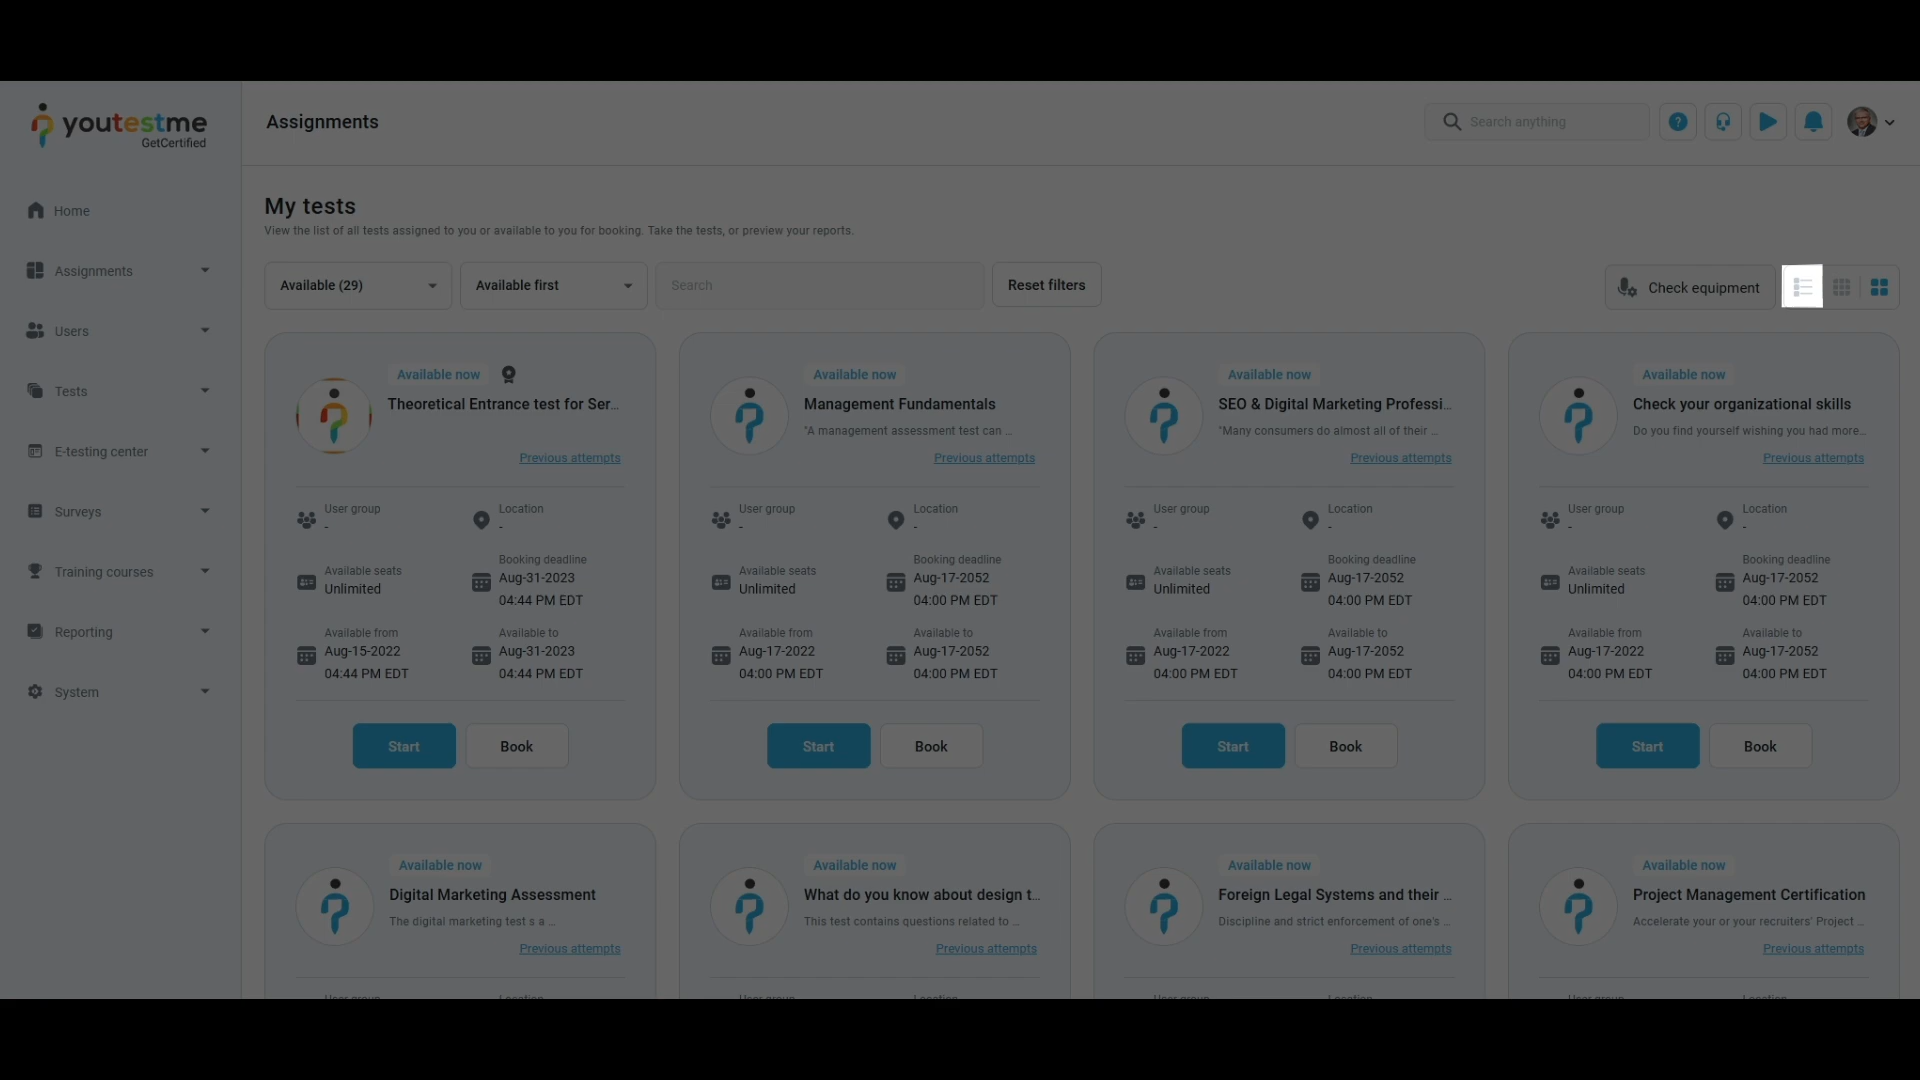 youtestme
GetCertified
Assignments
Search anything
Home
Assignments
Users
Tests
E-testing center
Surveys
Training courses
Reporting
System
My tests
View the list of all tests assigned to you or available to you for booking. Take the tests, or preview your reports.
Available (29)
Available first
Search
Reset filters
Check equipment
Available now
Theoretical Entrance test for Ser...
Previous attempts
User group
-
Location
-
Available seats
Unlimited
Booking deadline
Aug-31-2023
04:44 PM EDT
Available from
Aug-15-2022
04:44 PM EDT
Available to
Aug-31-2023
04:44 PM EDT
Start
Book
Available now
Management Fundamentals
"A management assessment test can ...
Previous attempts
User group
-
Location
-
Available seats
Unlimited
Booking deadline
Aug-17-2052
04:00 PM EDT
Available from
Aug-17-2022
04:00 PM EDT
Available to
Aug-17-2052
04:00 PM EDT
Start
Book
Available now
SEO & Digital Marketing Professi...
"Many consumers do almost all of their ...
Previous attempts
User group
-
Location
-
Available seats
Unlimited
Booking deadline
Aug-17-2052
04:00 PM EDT
Available from
Aug-17-2022
04:00 PM EDT
Available to
Aug-17-2052
04:00 PM EDT
Start
Book
Available now
Check your organizational skills
Do you find yourself wishing you had more...
Previous attempts
User group
-
Location
-
Available seats
Unlimited
Booking deadline
Aug-17-2052
04:00 PM EDT
Available from
Aug-17-2022
04:00 PM EDT
Available to
Aug-17-2052
04:00 PM EDT
Start
Book
Available now
Digital Marketing Assessment
The digital marketing test s a ...
Previous attempts
User group
Location
Available now
What do you know about design t...
This test contains questions related to ...
Previous attempts
User group
Location
Available now
Foreign Legal Systems and their ...
Discipline and strict enforcement of one's ...
Previous attempts
User group
Location
Available now
Project Management Certification
Accelerate your or your recruiters' Project ...
Previous attempts
User group
Location